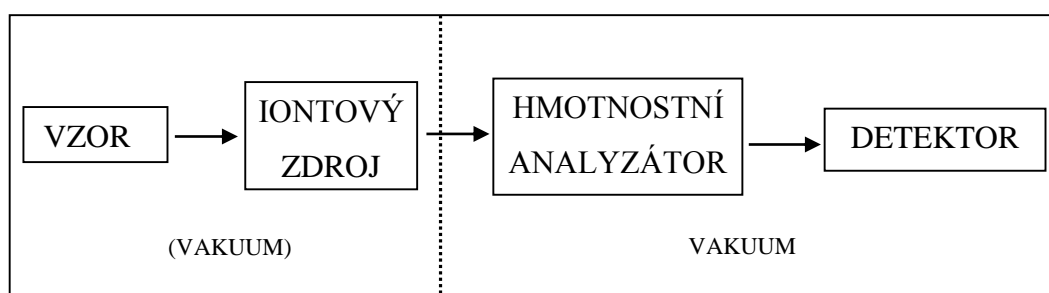 VZOR
IONTOVÝ
ZDROJ
HMOTNOSTNÍ
ANALYZÁTOR
DETEKTOR
(VAKUUM)
VAKUUM